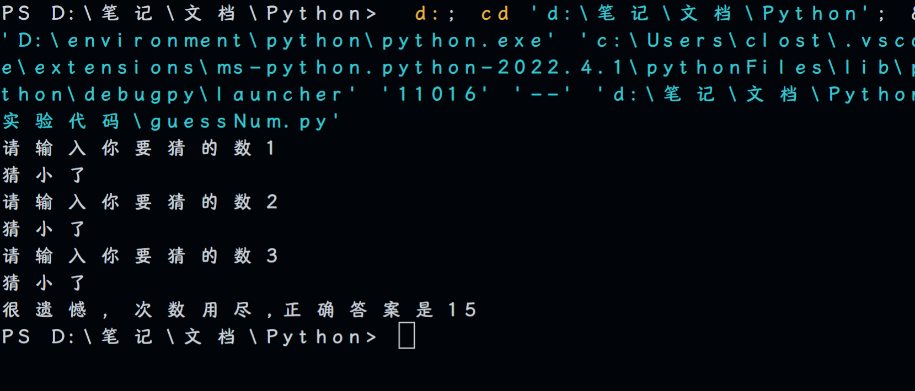 PS D:\笔记\文档\Python>  d:; cd 'd:\笔记\文档\Python'; &
'D:\environment\python\python.exe' 'c:\Users\clost\.vsco
e\extensions\ms-python.python-2022.4.1\pythonFiles\lib\p
thon\debugpy\launcher' '11016' '--' 'd:\笔记\文档\Python
实验代码\guessNum.py'
请输入你要猜的数1
猜小了
请输入你要猜的数2
猜小了
请输入你要猜的数3
猜小了
很遗憾，次数用尽,正确答案是15
PS D:\笔记\文档\Python>